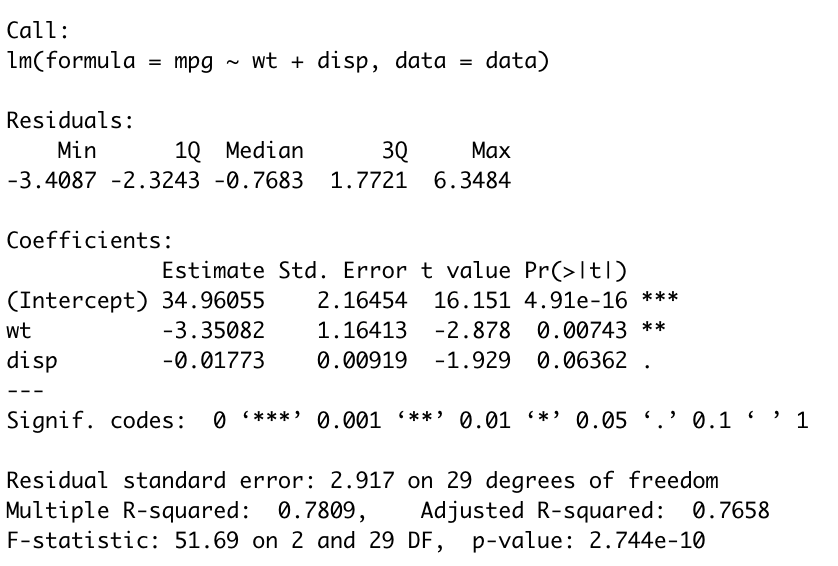 Call:
lm(formula = mpg ~ wt + disp, data = data)
Residuals:
    Min      1Q  Median      3Q     Max
-3.4087 -2.3243 -0.7683  1.7721  6.3484
Coefficients:
            Estimate Std. Error t value Pr(>|t|)
(Intercept) 34.96055    2.16454  16.151 4.91e-16 ***
wt          -3.35082    1.16413  -2.878  0.00743 **
disp        -0.01773    0.00919  -1.929  0.06362 .
---
Signif. codes:  0 ‘***’ 0.001 ‘**’ 0.01 ‘*’ 0.05 ‘.’ 0.1 ‘ ’ 1
Residual standard error: 2.917 on 29 degrees of freedom
Multiple R-squared:  0.7809,    Adjusted R-squared:  0.7658
F-statistic: 51.69 on 2 and 29 DF,  p-value: 2.744e-10